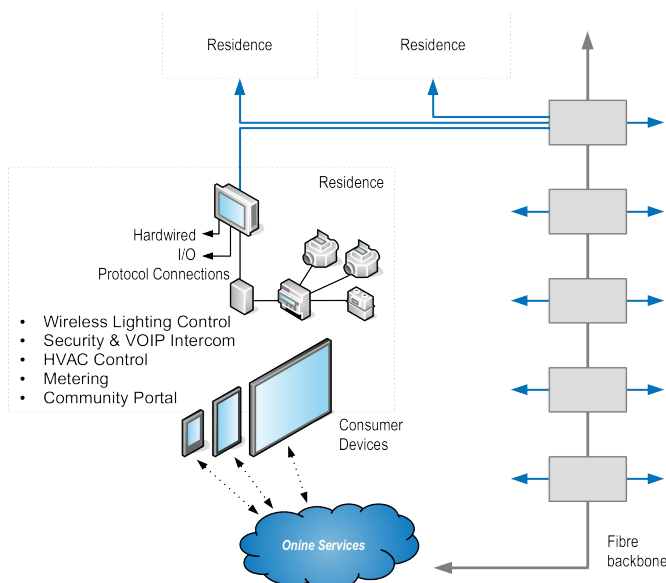 Residence
Residence
Residence
Hardwired
I/O
Protocol Connections
• Wireless Lighting Control
• Security & VOIP Intercom
• HVAC Control
• Metering
• Community Portal
Consumer
Devices
Onine Services
Fibre
backbone